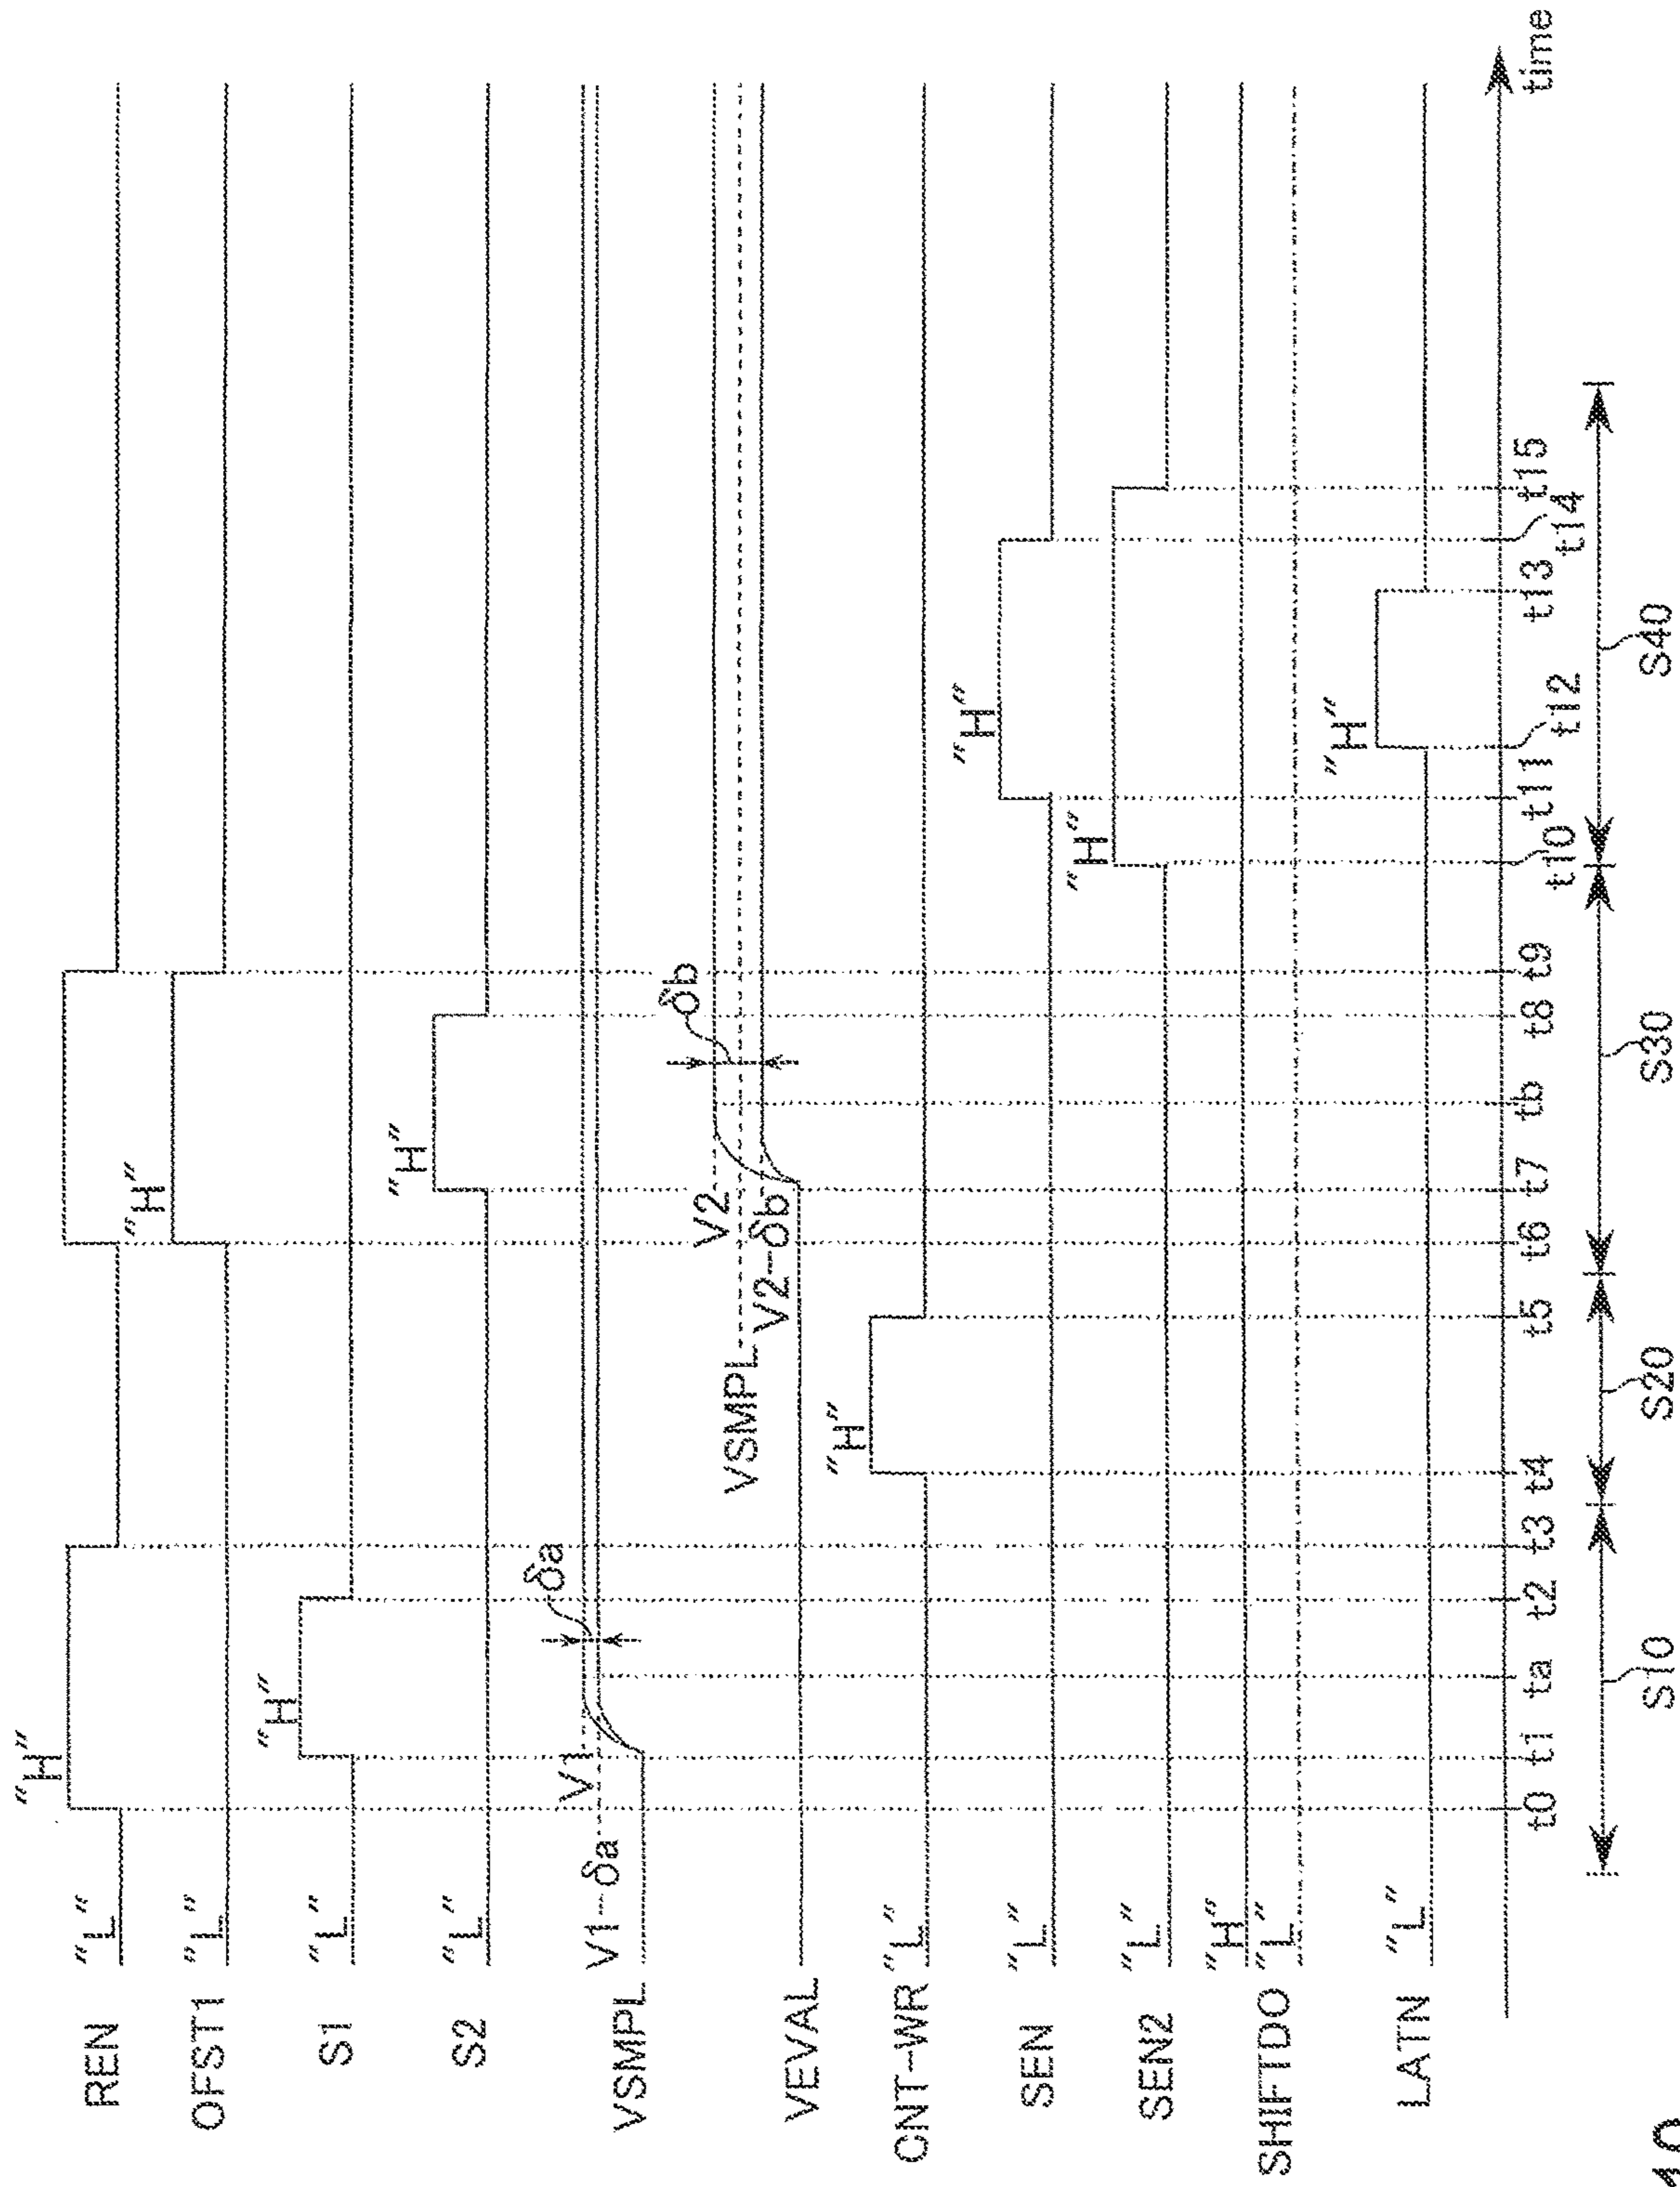 REN "L" "H"
OFST1 "L" "H"
S1 "L" "H"
S2 "L" "H"
V1 δa
V1-δa
VSMPL
V2 δb
VSMPL
V2-δb
VEVAL
CNT-WR "L" "H"
SEN "L" "H"
SEN2 "L" "H"
"H"
SHIFTDO "L"
LATN "L" "H"
t0 t1 ta t2 t3 t4 t5 t6 t7 tb t8 t9 t10 t11 t12 t13 t14 t15 time
S10 S20 S30 S40